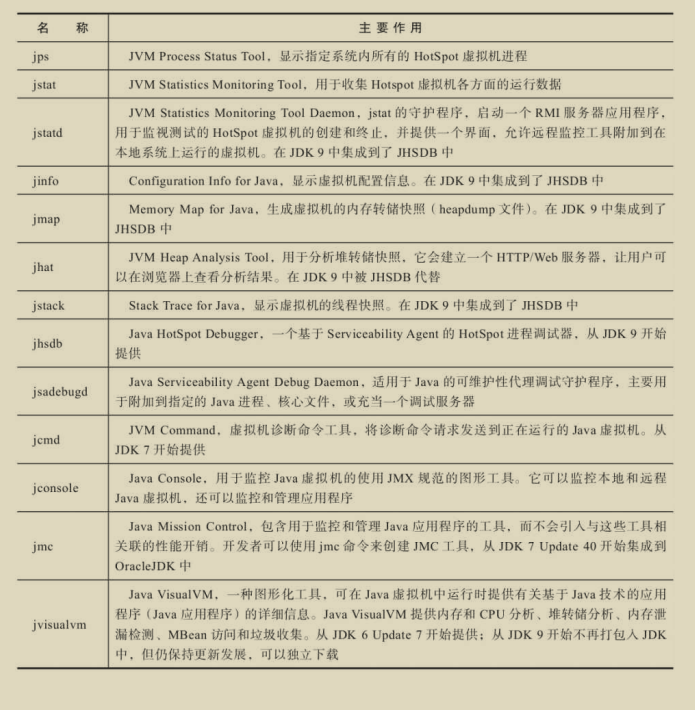 名 称 主 要 作 用
jps JVM Process Status Tool，显示指定系统内所有的 HotSpot 虚拟机进程
jstat JVM Statistics Monitoring Tool，用于收集 Hotspot 虚拟机各方面的运行数据
JVM Statistics Monitoring Tool Daemon，jstat 的守护程序，启动一个 RMI 服务器应用程序，
jstatd 用于监视测试的 HotSpot 虚拟机的创建和终止，并提供一个界面，允许远程监控工具附加到在
本地系统上运行的虚拟机。在 JDK 9 中集成到了 JHSDB 中
jinfo Configuration Info for Java，显示虚拟机配置信息。在 JDK 9 中集成到了 JHSDB 中
jmap Memory Map for Java，生成虚拟机的内存转储快照（heapdump 文件）。在 JDK 9 中集成到了
JHSDB 中
jhat JVM Heap Analysis Tool，用于分析堆转储快照，它会建立一个 HTTP/Web 服务器，让用户可
以在浏览器上查看分析结果。在 JDK 9 中被 JHSDB 代替
jstack Stack Trace for Java，显示虚拟机的线程快照。在 JDK 9 中集成到了 JHSDB 中
jhsdb Java HotSpot Debugger，一个基于 Serviceability Agent 的 HotSpot 进程调试器，从 JDK 9 开始
提供
jsadebugd Java Serviceability Agent Debug Daemon，适用于 Java 的可维护性代理调试守护程序，主要用
于附加到指定的 Java 进程、核心文件，或充当一个调试服务器
jcmd JVM Command，虚拟机诊断命令工具，将诊断命令请求发送到正在运行的 Java 虚拟机。从
JDK 7 开始提供
jconsole Java Console，用于监控 Java 虚拟机的使用 JMX 规范的图形工具。它可以监控本地和远程
Java 虚拟机，还可以监控和管理应用程序
Java Mission Control，包含用于监控和管理 Java 应用程序的工具，而不会引入与这些工具相
jmc 关联的性能开销。开发者可以使用 jmc 命令来创建 JMC 工具，从 JDK 7 Update 40 开始集成到
OracleJDK 中
Java VisualVM，一种图形化工具，可在 Java 虚拟机中运行时提供有关基于 Java 技术的应用
jvisualvm 程序（Java 应用程序）的详细信息。Java VisualVM 提供内存和 CPU 分析、堆转储分析、内存泄
漏检测、MBean 访问和垃圾收集。从 JDK 6 Update 7 开始提供；从 JDK 9 开始不再打包入 JDK
中，但仍保持更新发展，可以独立下载